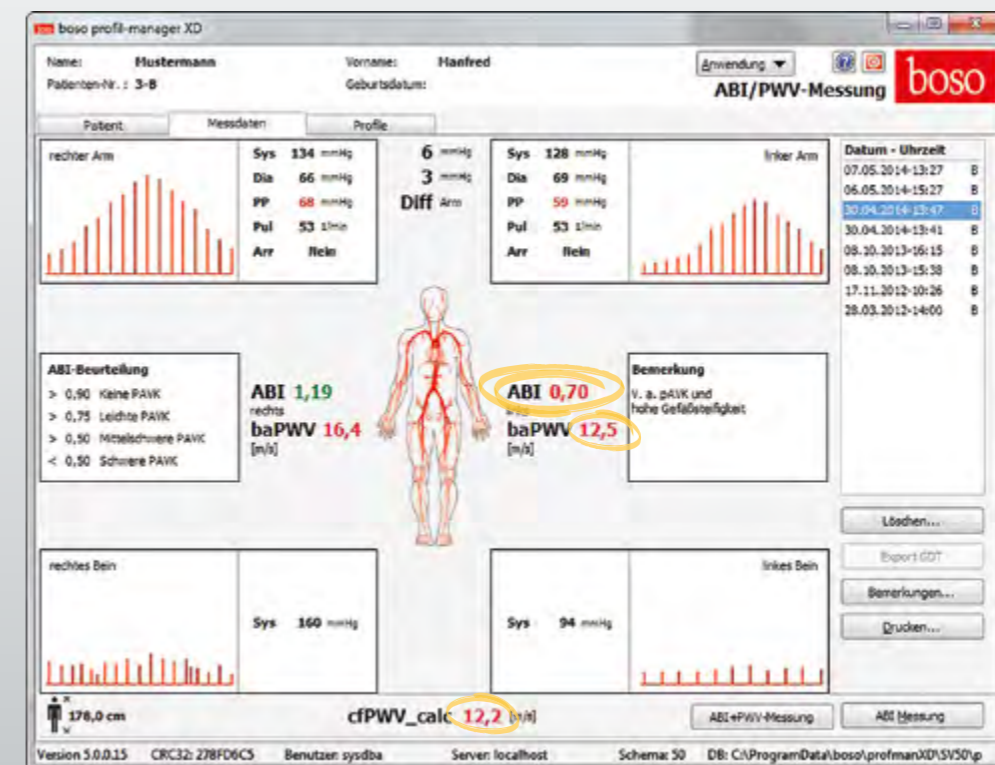 boso profil-manager XD
Name: Mustermann Vorname: Hanfred
Patienten-Nr. : 3-8 Geburtsdatum:
Anwendung
ABI/PWV-Messung
boso
Patient Messdaten Profile
rechter Arm
Sys 134 mmHg
Dia 66 mmHg
PP 68 mmHg
Pul 53 1/min
Arr Nein
6 mmHg
3 mmHg
Diff Arm
Sys 128 mmHg
Dia 69 mmHg
PP 59 mmHg
Pul 53 1/min
Arr Nein
linker Arm
Datum - Uhrzeit
07.05.2014-13:27 B
06.05.2014-15:27 B
30.04.2014-13:47 B
30.04.2014-13:41 B
08.10.2013-16:15 B
08.10.2013-15:38 B
17.11.2012-10:26 B
28.03.2012-14:00 B
ABI-Beurteilung
> 0,90 Keine PAVK
> 0,75 Leichte PAVK
> 0,50 Mittelschwere PAVK
< 0,50 Schwere PAVK
ABI 1,19
rechts
baPWV 16,4
[m/s]
ABI 0,70
baPWV 12,5
[m/s]
Bemerkung
V. a. pAVK und
hohe Gefäßsteifigkeit
Löschen...
Export GDT
Bemerkungen...
Drucken...
rechtes Bein
Sys 160 mmHg
Sys 94 mmHg
linkes Bein
178,0 cm
cfPWV_calc 12,2 [m/s]
ABI+PWV-Messung
ABI Messung
Version 5.0.0.15 CRC32: 278FD6C5 Benutzer: sysdba Server: localhost Schema: 50 DB: C:\ProgramData\boso\profmanXD\SV50\p